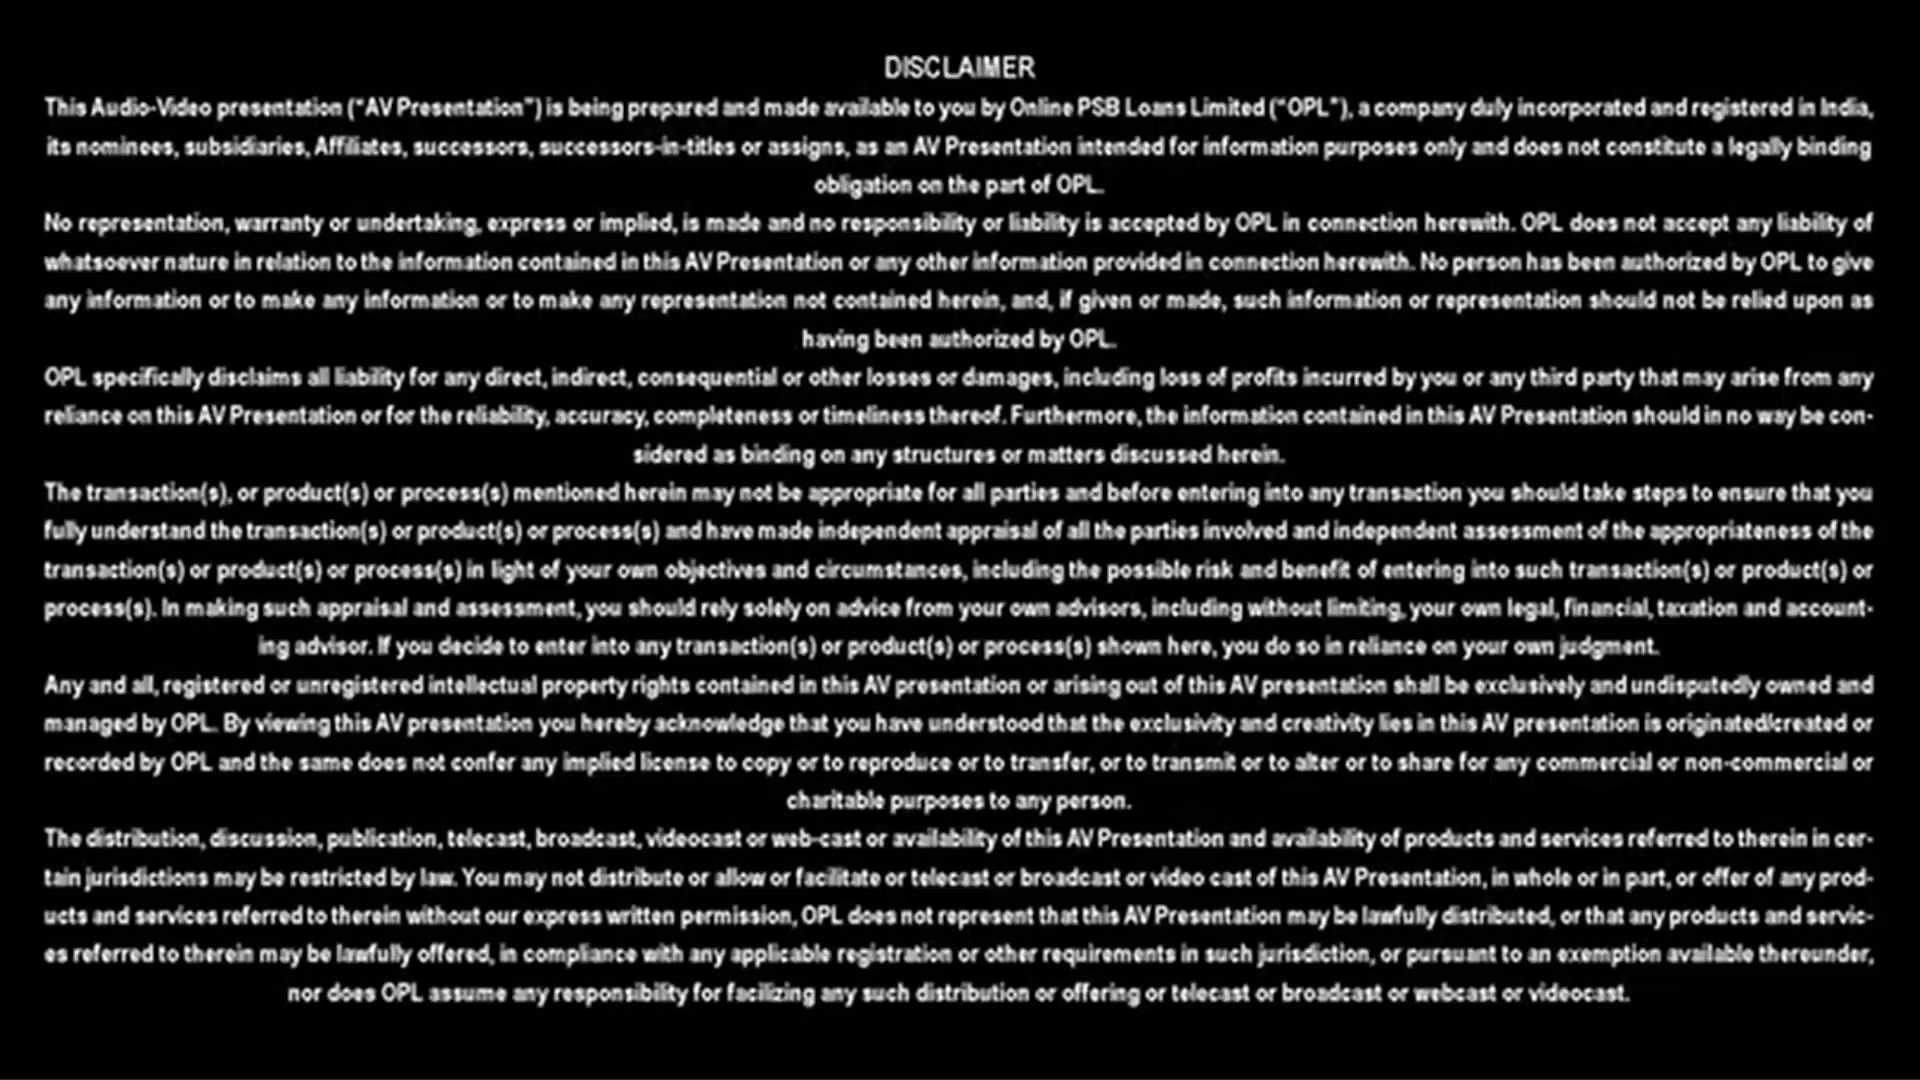 DISCLAIMER
This Audio-Video presentation ("AV Presentation") is being prepared and made available to you by Online PSB Loans Limited ("OPL"), a company duly incorporated and registered in India,
its nominees, subsidiaries, Affiliates, successors, successors-in-titles or assigns, as an AV Presentation intended for information purposes only and does not constitute a legally binding
obligation on the part of OPL.
No representation, warranty or undertaking, express or implied, is made and no responsibility or liability is accepted by OPL in connection herewith. OPL does not accept any liability of
whatsoever nature in relation to the information contained in this AV Presentation or any other information provided in connection herewith. No person has been authorized by OPL to give
any information or to make any information or to make any representation not contained herein, and, if given or made, such information or representation should not be relied upon as
having been authorized by OPL.
OPL specifically disclaims all liability for any direct, indirect, consequential or other losses or damages, including loss of profits incurred by you or any third party that may arise from any
reliance on this AV Presentation or for the reliability, accuracy, completeness or timeliness thereof. Furthermore, the information contained in this AV Presentation should in no way be con-
sidered as binding on any structures or matters discussed herein.
The transaction(s), or product(s) or process(s) mentioned herein may not be appropriate for all parties and before entering into any transaction you should take steps to ensure that you
fully understand the transaction(s) or product(s) or process(s) and have made independent appraisal of all the parties involved and independent assessment of the appropriateness of the
transaction(s) or product(s) or process(s) in light of your own objectives and circumstances, including the possible risk and benefit of entering into such transaction(s) or product(s) or
process(s). In making such appraisal and assessment, you should rely solely on advice from your own advisors, including without limiting, your own legal, financial, taxation and account-
ing advisor. If you decide to enter into any transaction(s) or product(s) or process(s) shown here, you do so in reliance on your own judgment.
Any and all, registered or unregistered intellectual property rights contained in this AV presentation or arising out of this AV presentation shall be exclusively and undisputedly owned and
managed by OPL. By viewing this AV presentation you hereby acknowledge that you have understood that the exclusivity and creativity lies in this AV presentation is originated/created or
recorded by OPL and the same does not confer any implied license to copy or to reproduce or to transfer, or to transmit or to alter or to share for any commercial or non-commercial or
charitable purposes to any person.
The distribution, discussion, publication, telecast, broadcast, videocast or web-cast or availability of this AV Presentation and availability of products and services referred to therein in cer-
tain jurisdictions may be restricted by law. You may not distribute or allow or facilitate or telecast or broadcast or video cast of this AV Presentation, in whole or in part, or offer of any prod-
ucts and services referred to therein without our express written permission, OPL does not represent that this AV Presentation may be lawfully distributed, or that any products and servic-
es referred to therein may be lawfully offered, in compliance with any applicable registration or other requirements in such jurisdiction, or pursuant to an exemption available thereunder,
nor does OPL assume any responsibility for facilizing any such distribution or offering or telecast or broadcast or webcast or videocast.